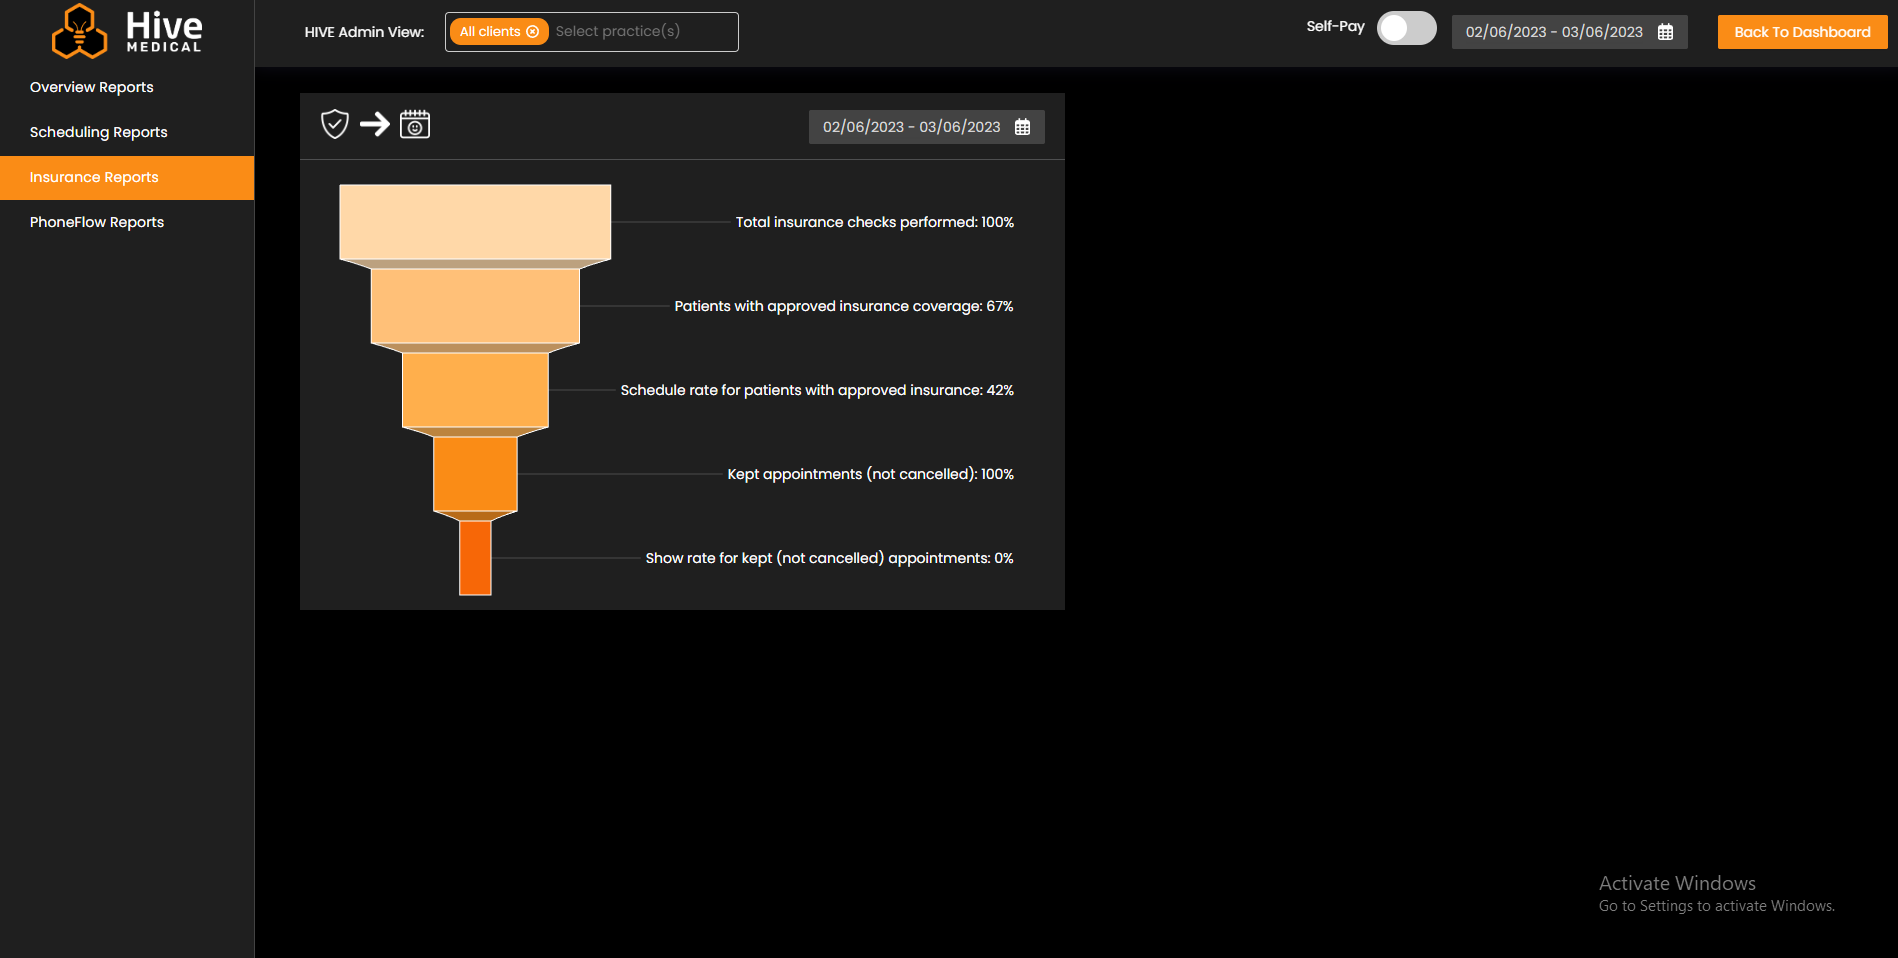 Hive
MEDICAL
HIVE Admin View:
All clients
Select practice(s)
Self-Pay
02/06/2023 - 03/06/2023
Back To Dashboard
Overview Reports
Scheduling Reports
Insurance Reports
PhoneFlow Reports
02/06/2023 - 03/06/2023
Total insurance checks performed: 100%
Patients with approved insurance coverage: 67%
Schedule rate for patients with approved insurance: 42%
Kept appointments (not cancelled): 100%
Show rate for kept (not cancelled) appointments: 0%
Activate Windows
Go to Settings to activate Windows.